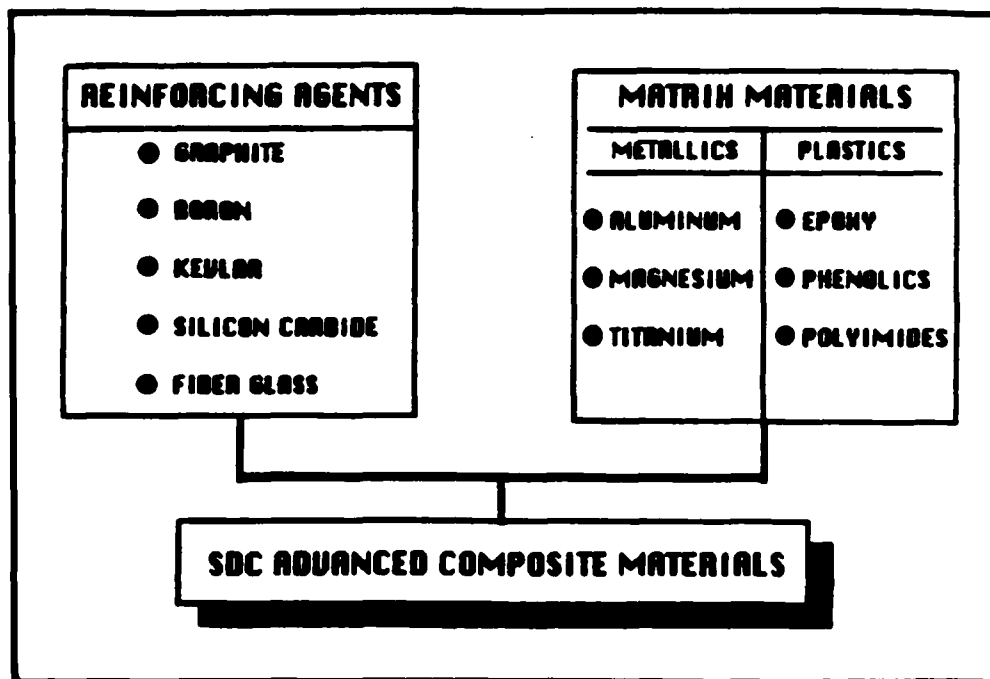 REINFORCING AGENTS
● GRAPHITE
● BORON
● KEVLAR
● SILICON CARBIDE
● FIBER GLASS
MATRIX MATERIALS
METALLICS
● ALUMINUM
● MAGNESIUM
● TITANIUM
PLASTICS
● EPOXY
● PHENOLICS
● POLYIMIDES
SDC ADVANCED COMPOSITE MATERIALS